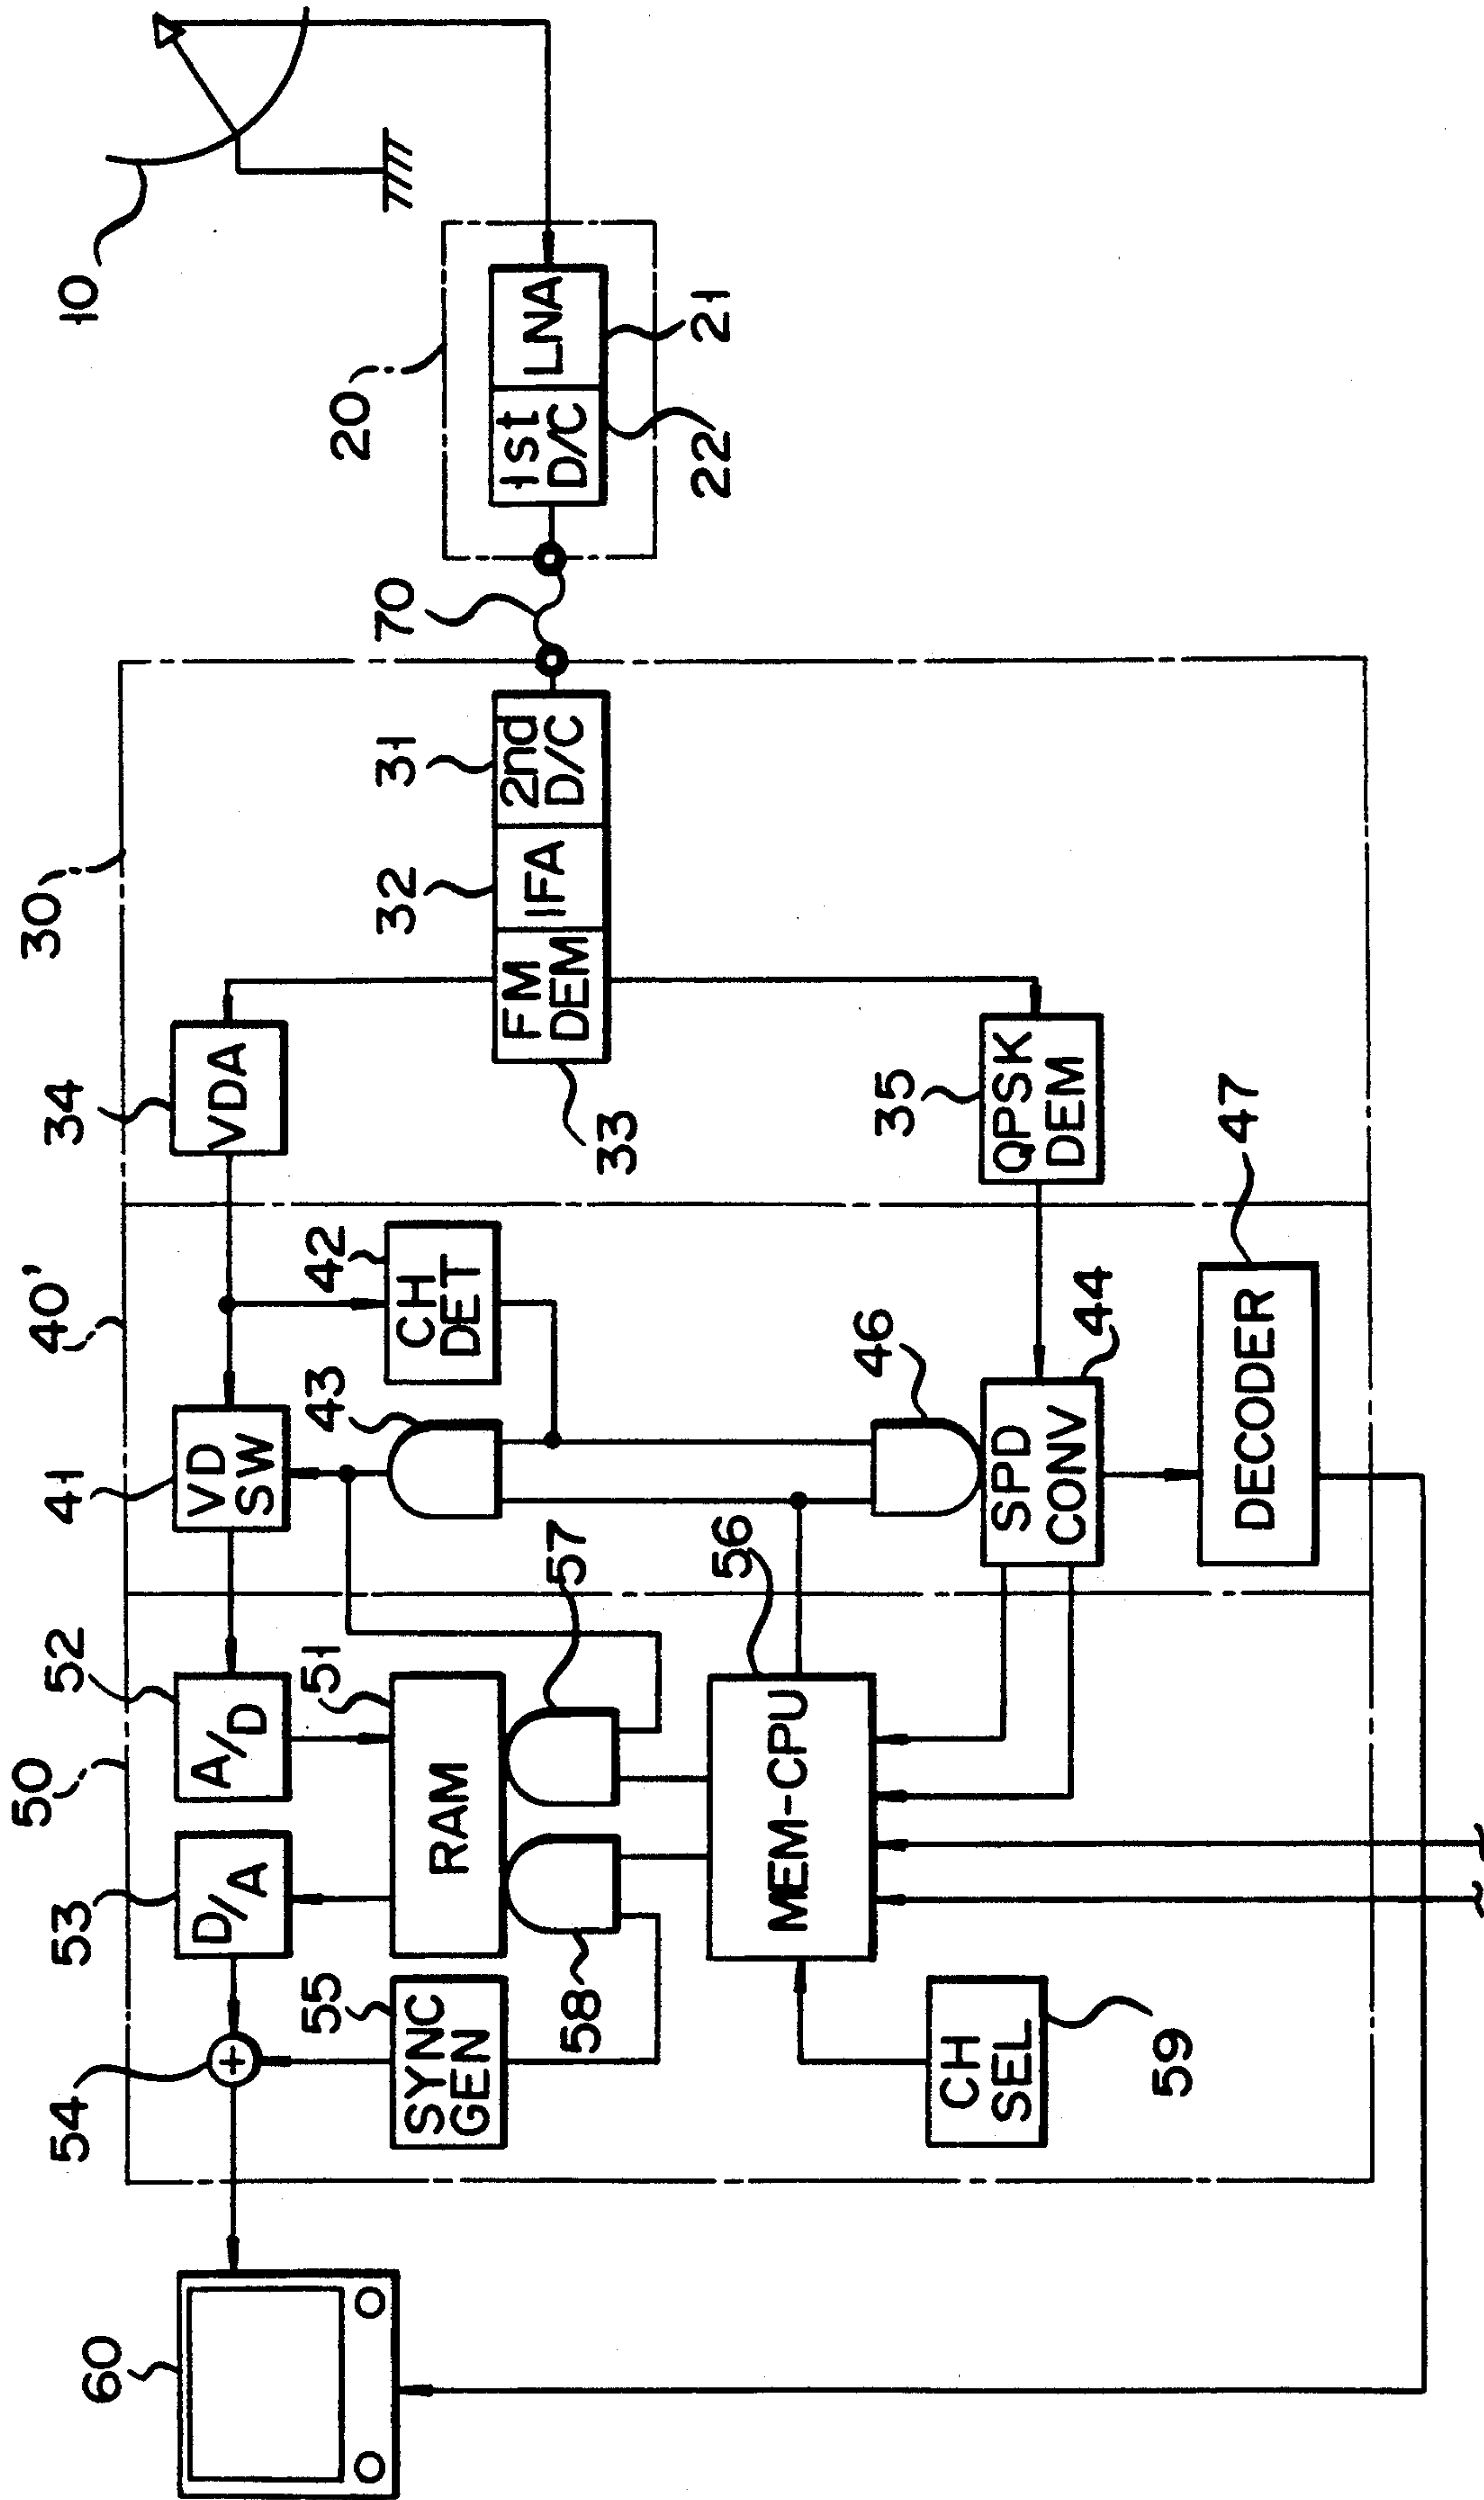 10
20
LNA
21
1st
D/C
22
70
30
31
2nd
D/C
32
IFA
FM
DEM
33
34
VDA
35
QPSK
DEM
40'
41
VD
SW
42
CH
DET
43
44
SPD
CONV
46
47
DECODER
50
51
RAM
52
A/D
53
D/A
54
+
55
SYNC
GEN
56
MEM-CPU
57
58
59
CH
SEL
60